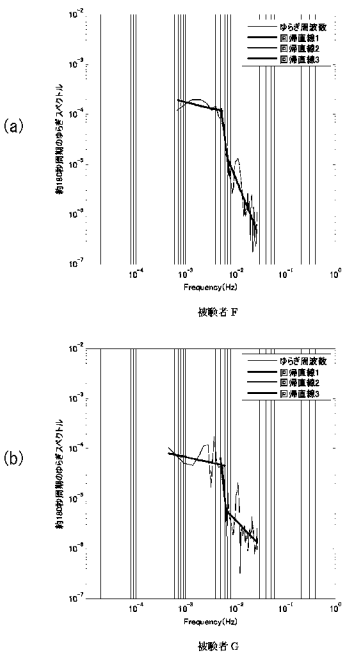 (a)
10⁻²
10⁻³
10⁻⁴
10⁻⁵
10⁻⁶
10⁻⁷
約180秒周期のゆらぎスペクトル
ゆらぎ周波数
回帰直線1
回帰直線2
回帰直線3
10⁻⁴ 10⁻³ 10⁻² 10⁻¹ 10⁰
Frequency(Hz)
被験者 F
(b)
10⁻²
10⁻³
10⁻⁴
10⁻⁵
10⁻⁶
10⁻⁷
約180秒周期のゆらぎスペクトル
ゆらぎ周波数
回帰直線1
回帰直線2
回帰直線3
10⁻⁴ 10⁻³ 10⁻² 10⁻¹ 10⁰
Frequency(Hz)
被験者 G